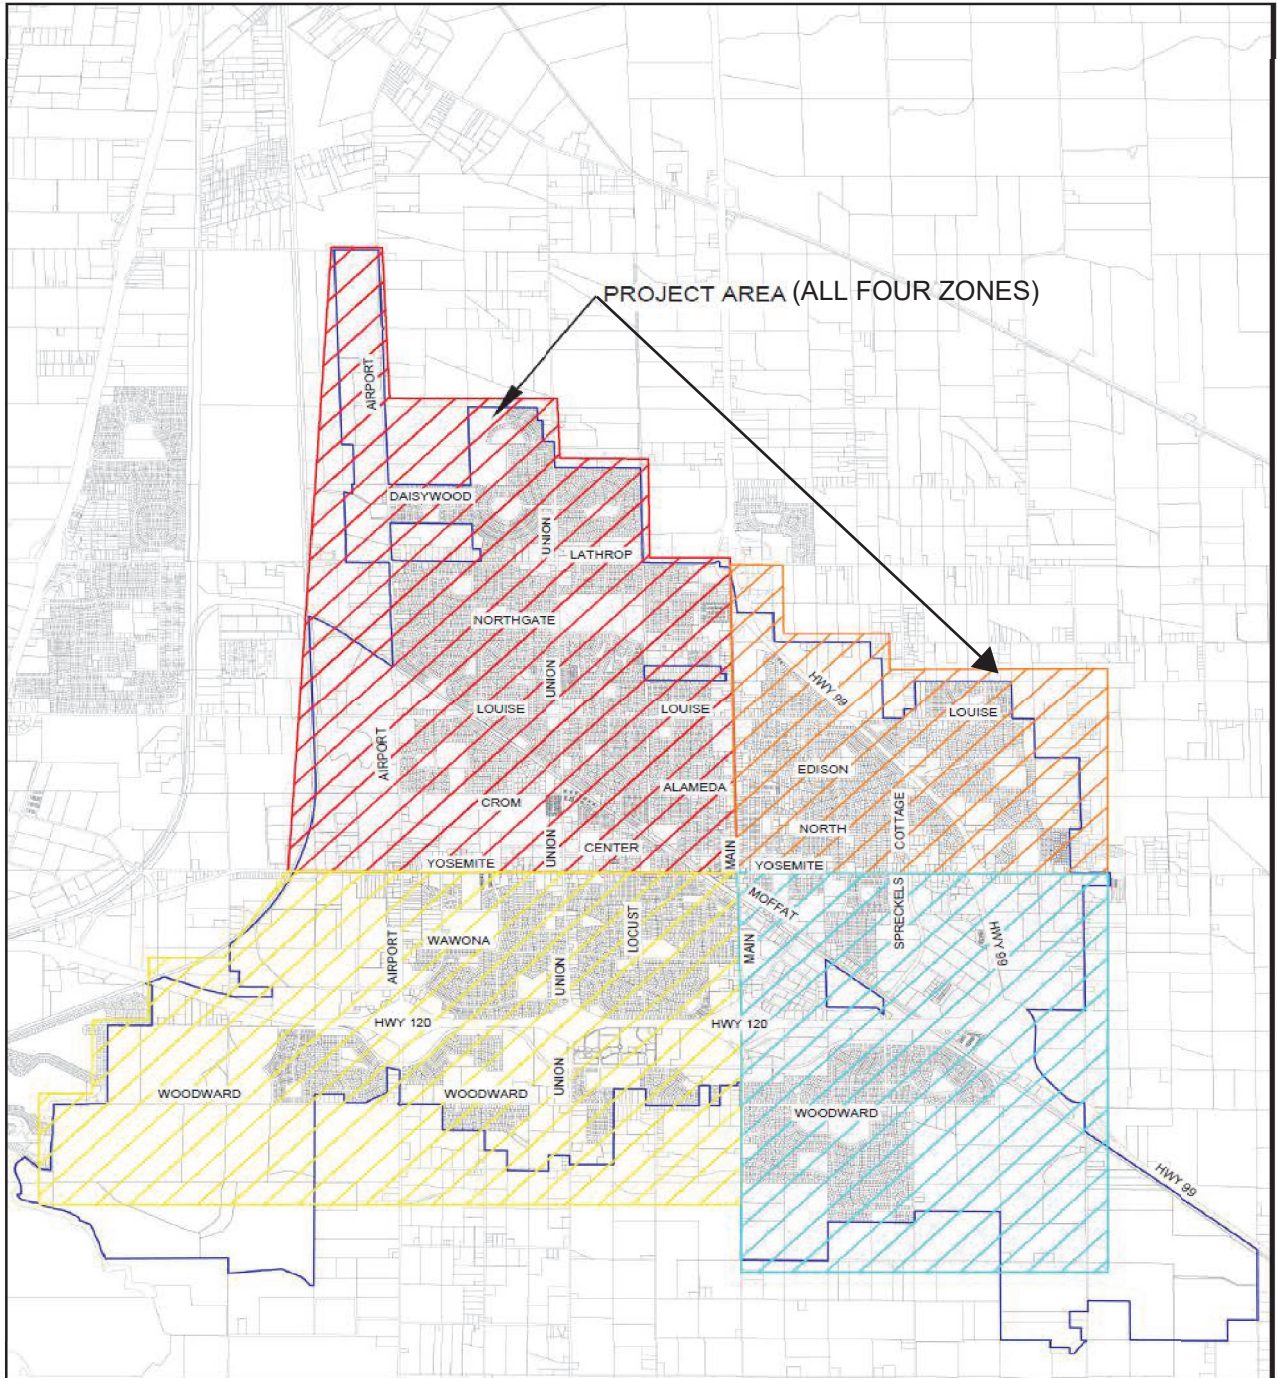 PROJECT AREA (ALL FOUR ZONES)
AIRPORT
DAISYWOOD
UNION
LATHROP
NORTHGATE
UNION
HWY 99
LOUISE
LOUISE
LOUISE
AIRPORT
EDISON
ALAMEDA
CROM
COTTAGE
NORTH
UNION
CENTER
MAIN
YOSEMITE
YOSEMITE
MOFFAT
SPRECKELS
LOCUST
WAWONA
AIRPORT
MAIN
HWY 99
UNION
HWY 120
HWY 120
UNION
WOODWARD
WOODWARD
WOODWARD
HWY 99